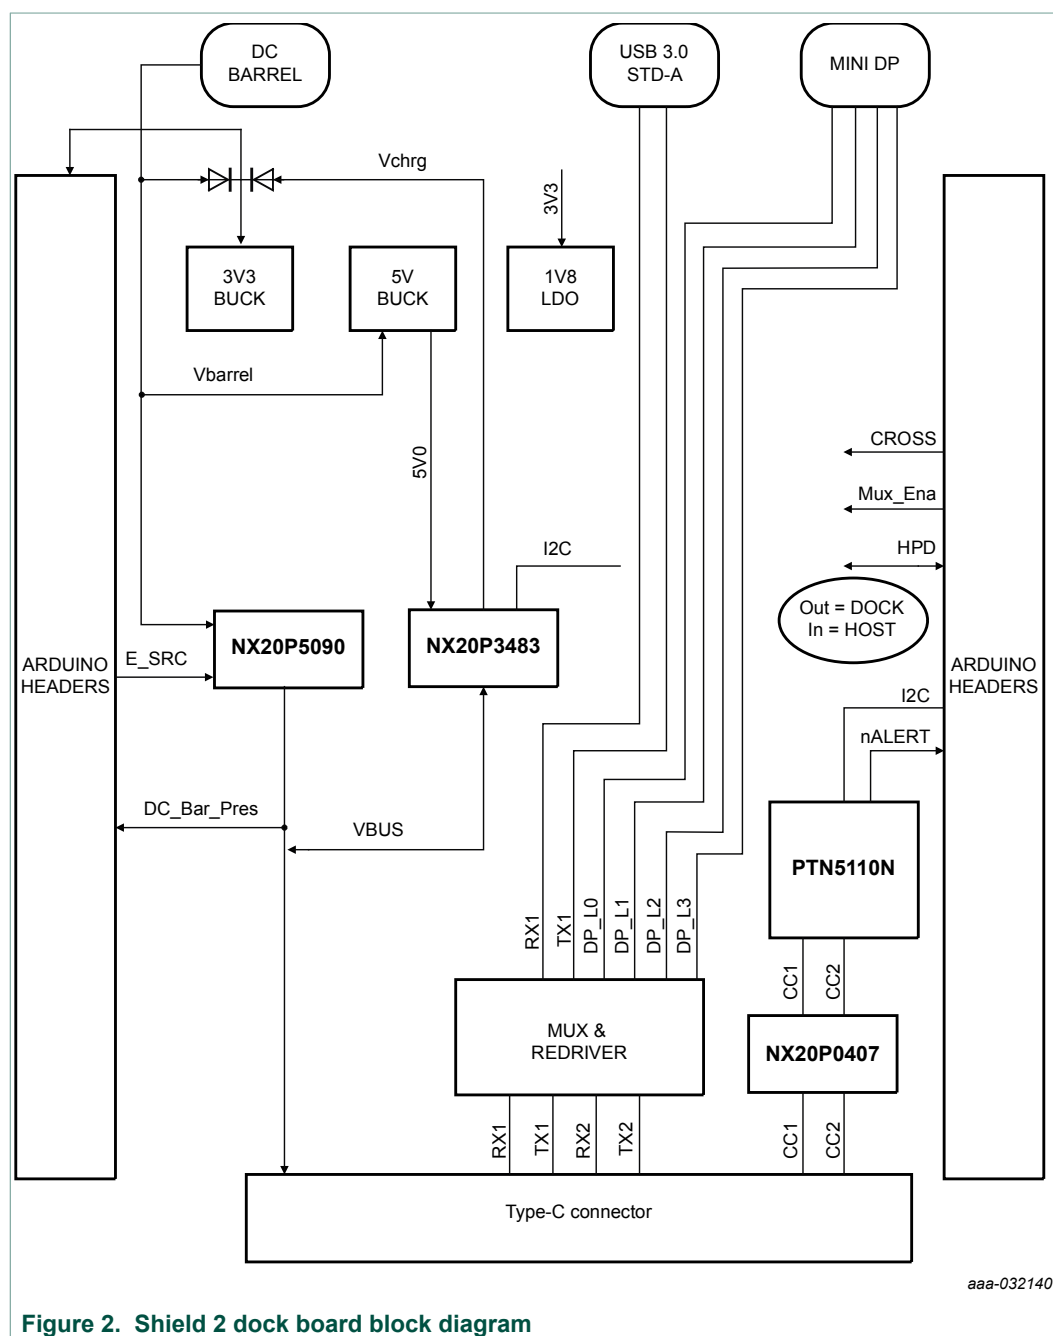 DC
BARREL
USB 3.0
STD-A
MINI DP
Vchrg
3V3
3V3
BUCK
5V
BUCK
1V8
LDO
Vbarrel
5V0
CROSS
Mux_Ena
HPD
I2C
Out = DOCK
In = HOST
NX20P5090
NX20P3483
E_SRC
ARDUINO
HEADERS
ARDUINO
HEADERS
I2C
nALERT
DC_Bar_Pres
VBUS
PTN5110N
RX1
TX1
DP_L0
DP_L1
DP_L2
DP_L3
CC1
CC2
MUX &
REDRIVER
NX20P0407
RX1
TX1
RX2
TX2
CC1
CC2
Type-C connector
aaa-032140
Figure 2. Shield 2 dock board block diagram